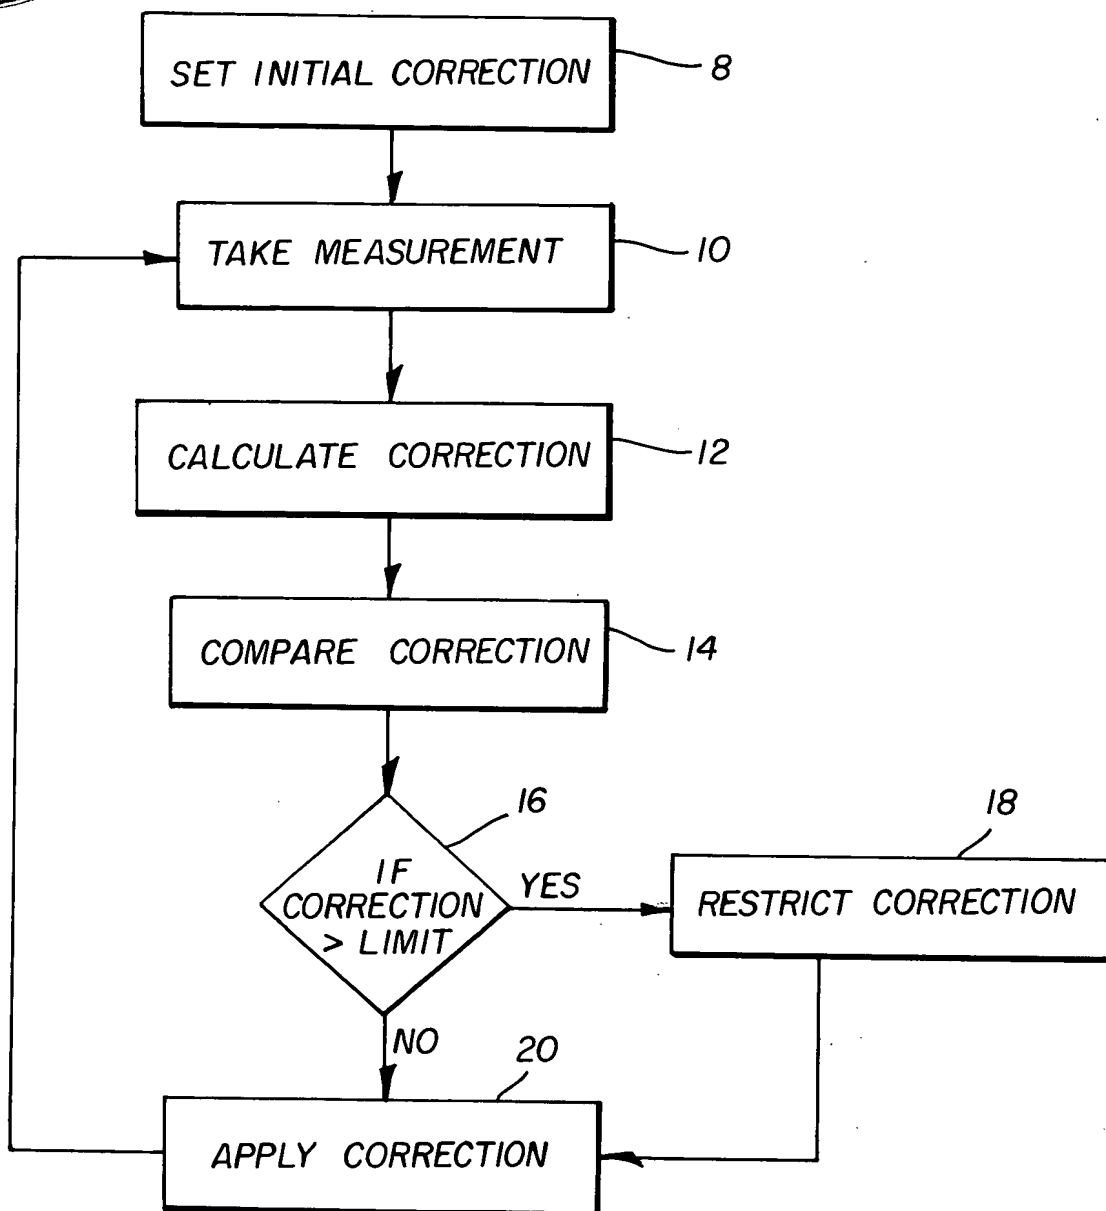 SET INITIAL CORRECTION
8
TAKE MEASUREMENT
10
CALCULATE CORRECTION
12
COMPARE CORRECTION
14
16
IF
CORRECTION
> LIMIT
YES
18
RESTRICT CORRECTION
NO
20
APPLY CORRECTION